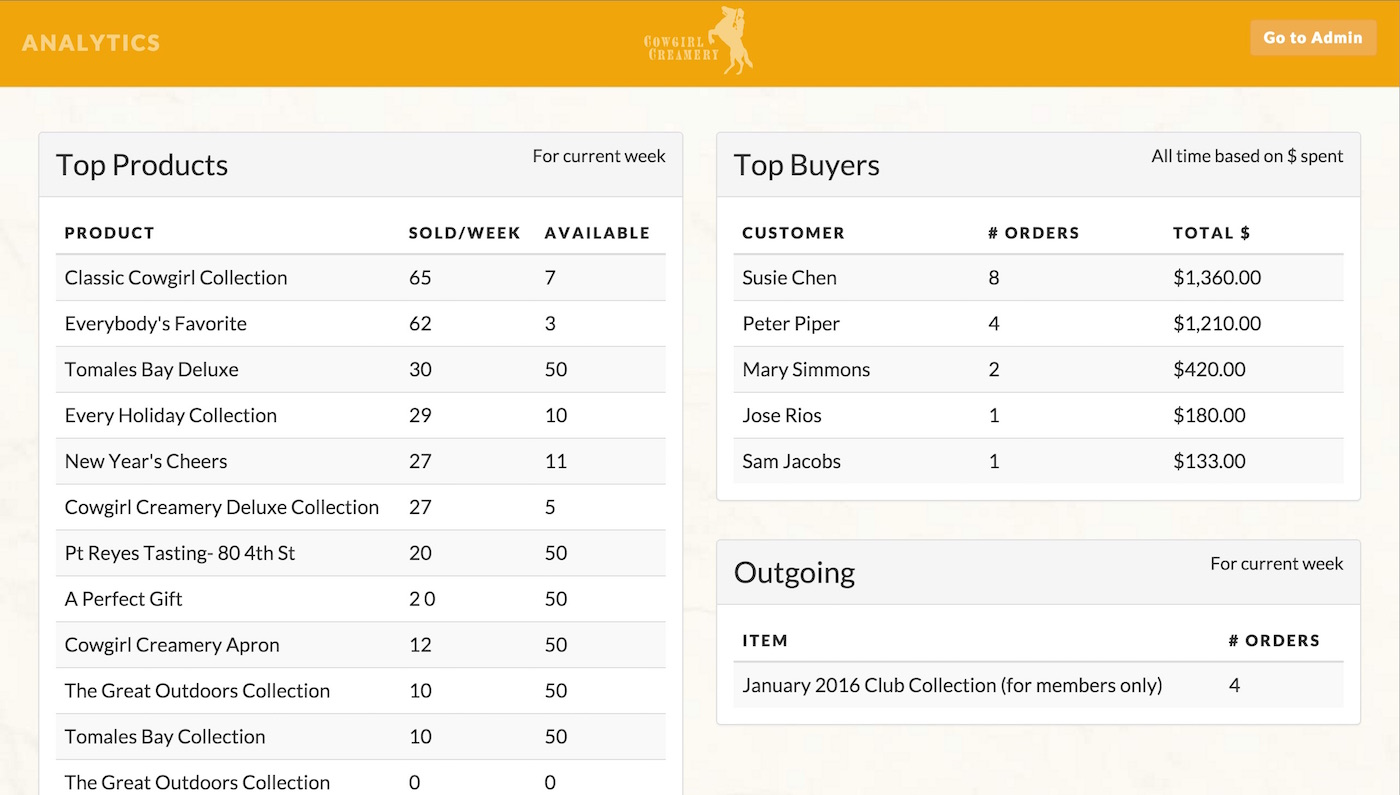 ANALYTICS
COWGIRL
CREAMERY
Go to Admin
Top Products
For current week
PRODUCT SOLD/WEEK AVAILABLE
Classic Cowgirl Collection 65 7
Everybody's Favorite 62 3
Tomales Bay Deluxe 30 50
Every Holiday Collection 29 10
New Year's Cheers 27 11
Cowgirl Creamery Deluxe Collection 27 5
Pt Reyes Tasting- 80 4th St 20 50
A Perfect Gift 2 0 50
Cowgirl Creamery Apron 12 50
The Great Outdoors Collection 10 50
Tomales Bay Collection 10 50
The Great Outdoors Collection 0 0
Top Buyers
All time based on $ spent
CUSTOMER # ORDERS TOTAL $
Susie Chen 8 $1,360.00
Peter Piper 4 $1,210.00
Mary Simmons 2 $420.00
Jose Rios 1 $180.00
Sam Jacobs 1 $133.00
Outgoing
For current week
ITEM # ORDERS
January 2016 Club Collection (for members only) 4